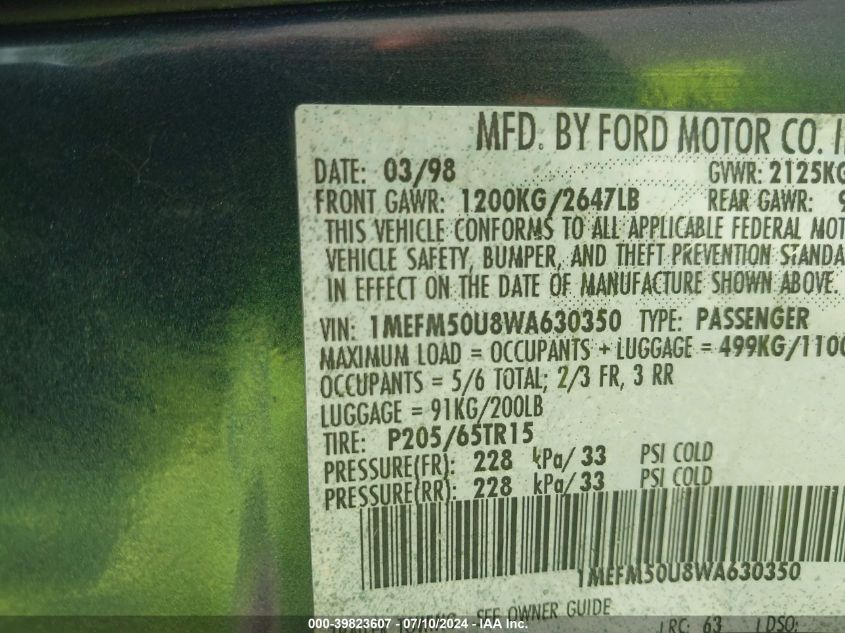 MFD. BY FORD MOTOR CO. I
DATE: 03/98 GVWR: 2125KG
FRONT GAWR: 1200KG/2647LB REAR GAWR: 9
THIS VEHICLE CONFORMS TO ALL APPLICABLE FEDERAL MOT
VEHICLE SAFETY, BUMPER, AND THEFT PREVENTION STANDA
IN EFFECT ON THE DATE OF MANUFACTURE SHOWN ABOVE.
VIN: 1MEFM50U8WA630350 TYPE: PASSENGER
MAXIMUM LOAD = OCCUPANTS + LUGGAGE = 499KG/1100
OCCUPANTS = 5/6 TOTAL; 2/3 FR, 3 RR
LUGGAGE = 91KG/200LB
TIRE: P205/65TR15
PRESSURE(FR): 228 kPa/ 33 PSI COLD
PRESSURE(RR): 228 kPa/ 33 PSI COLD
1MEFM50U8WA630350
SEE OWNER GUIDE
LRC: 63 LDSO:
000-39823607 / 07/10/2024 - IAA Inc.